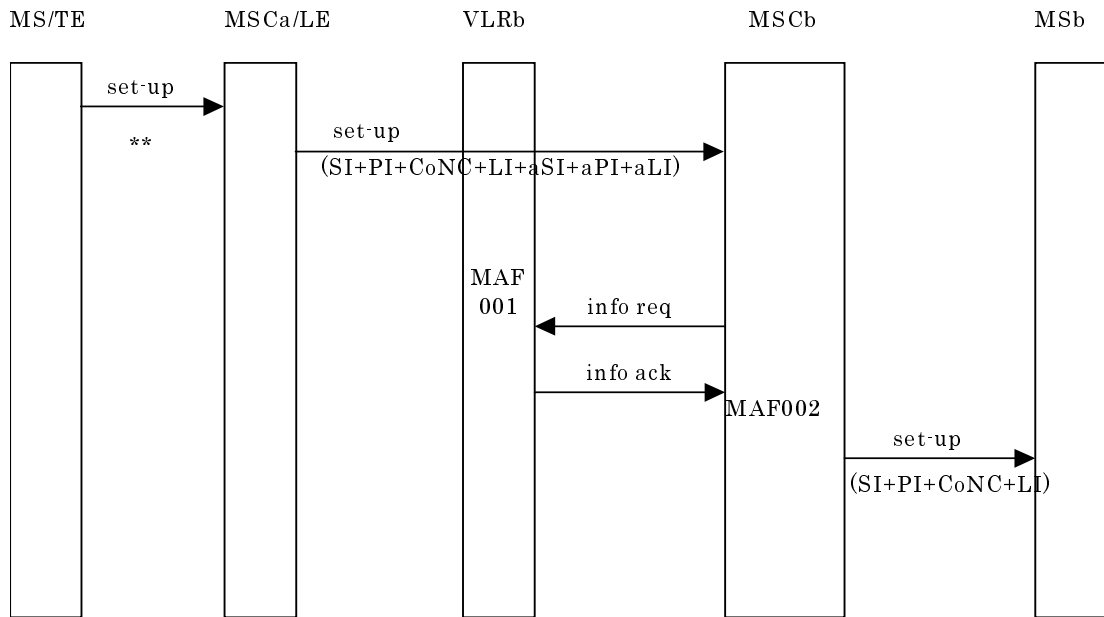 MS/TE MSCa/LE VLRb MSCb MSb
set-up
**
set-up
(SI+PI+CoNC+LI+aSI+aPI+aLI)
MAF
001
info req
info ack
MAF002
set-up
(SI+PI+CoNC+LI)